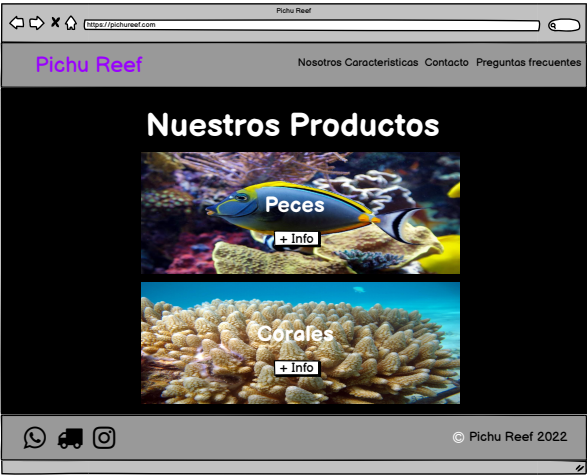 Pichu Reef
https://pichureef.com
Pichu Reef
Nosotros Caracteristicas Contacto Preguntas frecuentes
Nuestros Productos
Peces
+ Info
Corales
+ Info
© Pichu Reef 2022